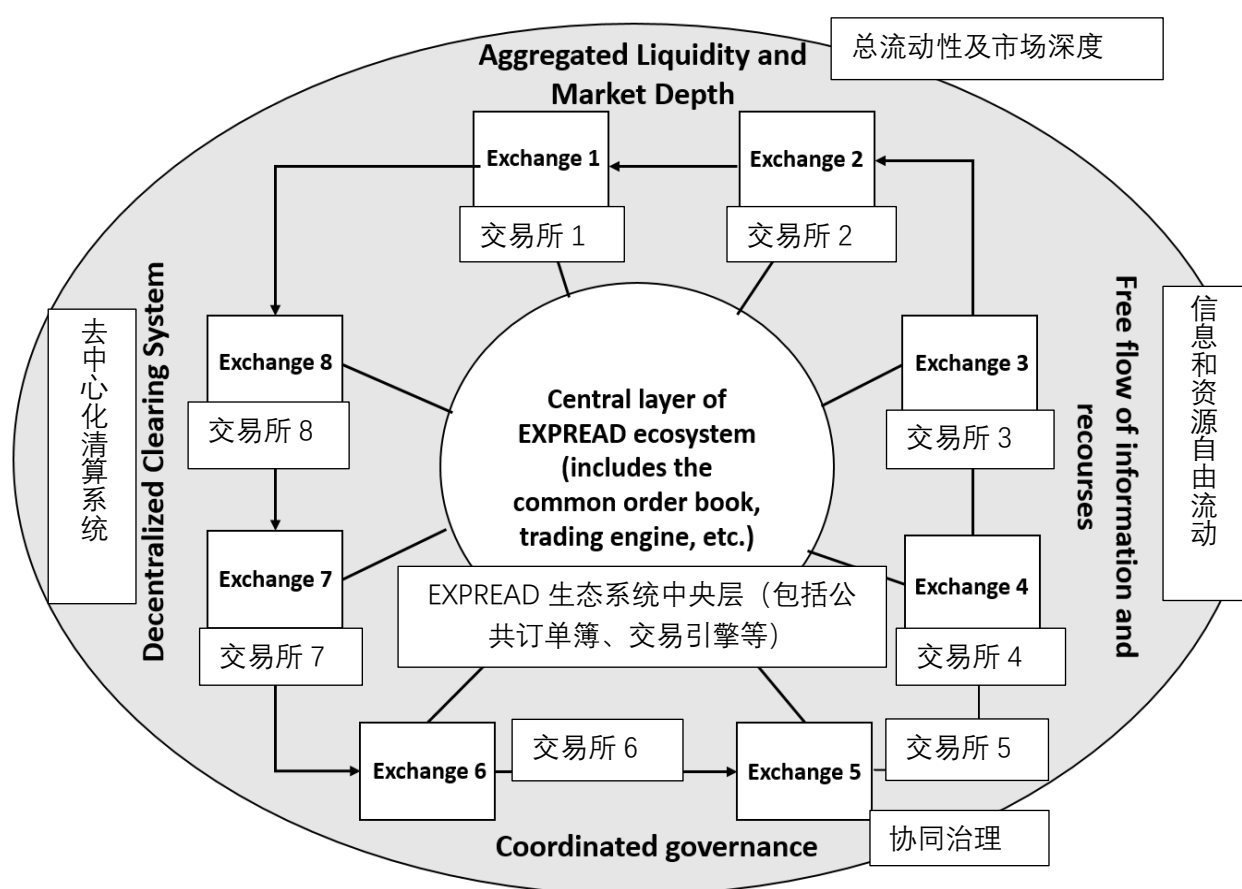 Aggregated Liquidity and
Market Depth
总流动性及市场深度
Exchange 1
交易所 1
Exchange 2
交易所 2
Exchange 8
交易所 8
Exchange 3
交易所 3
Decentralized Clearing System
去中心化清算系统
Free flow of information and
recourses
信息和资源自由流动
Central layer of
EXPREAD ecosystem
(includes the
common order book,
trading engine, etc.)
EXPREAD 生态系统中央层（包括公
共订单簿、交易引擎等）
Exchange 7
交易所 7
Exchange 4
交易所 4
Exchange 6
交易所 6
Exchange 5
交易所 5
Coordinated governance
协同治理